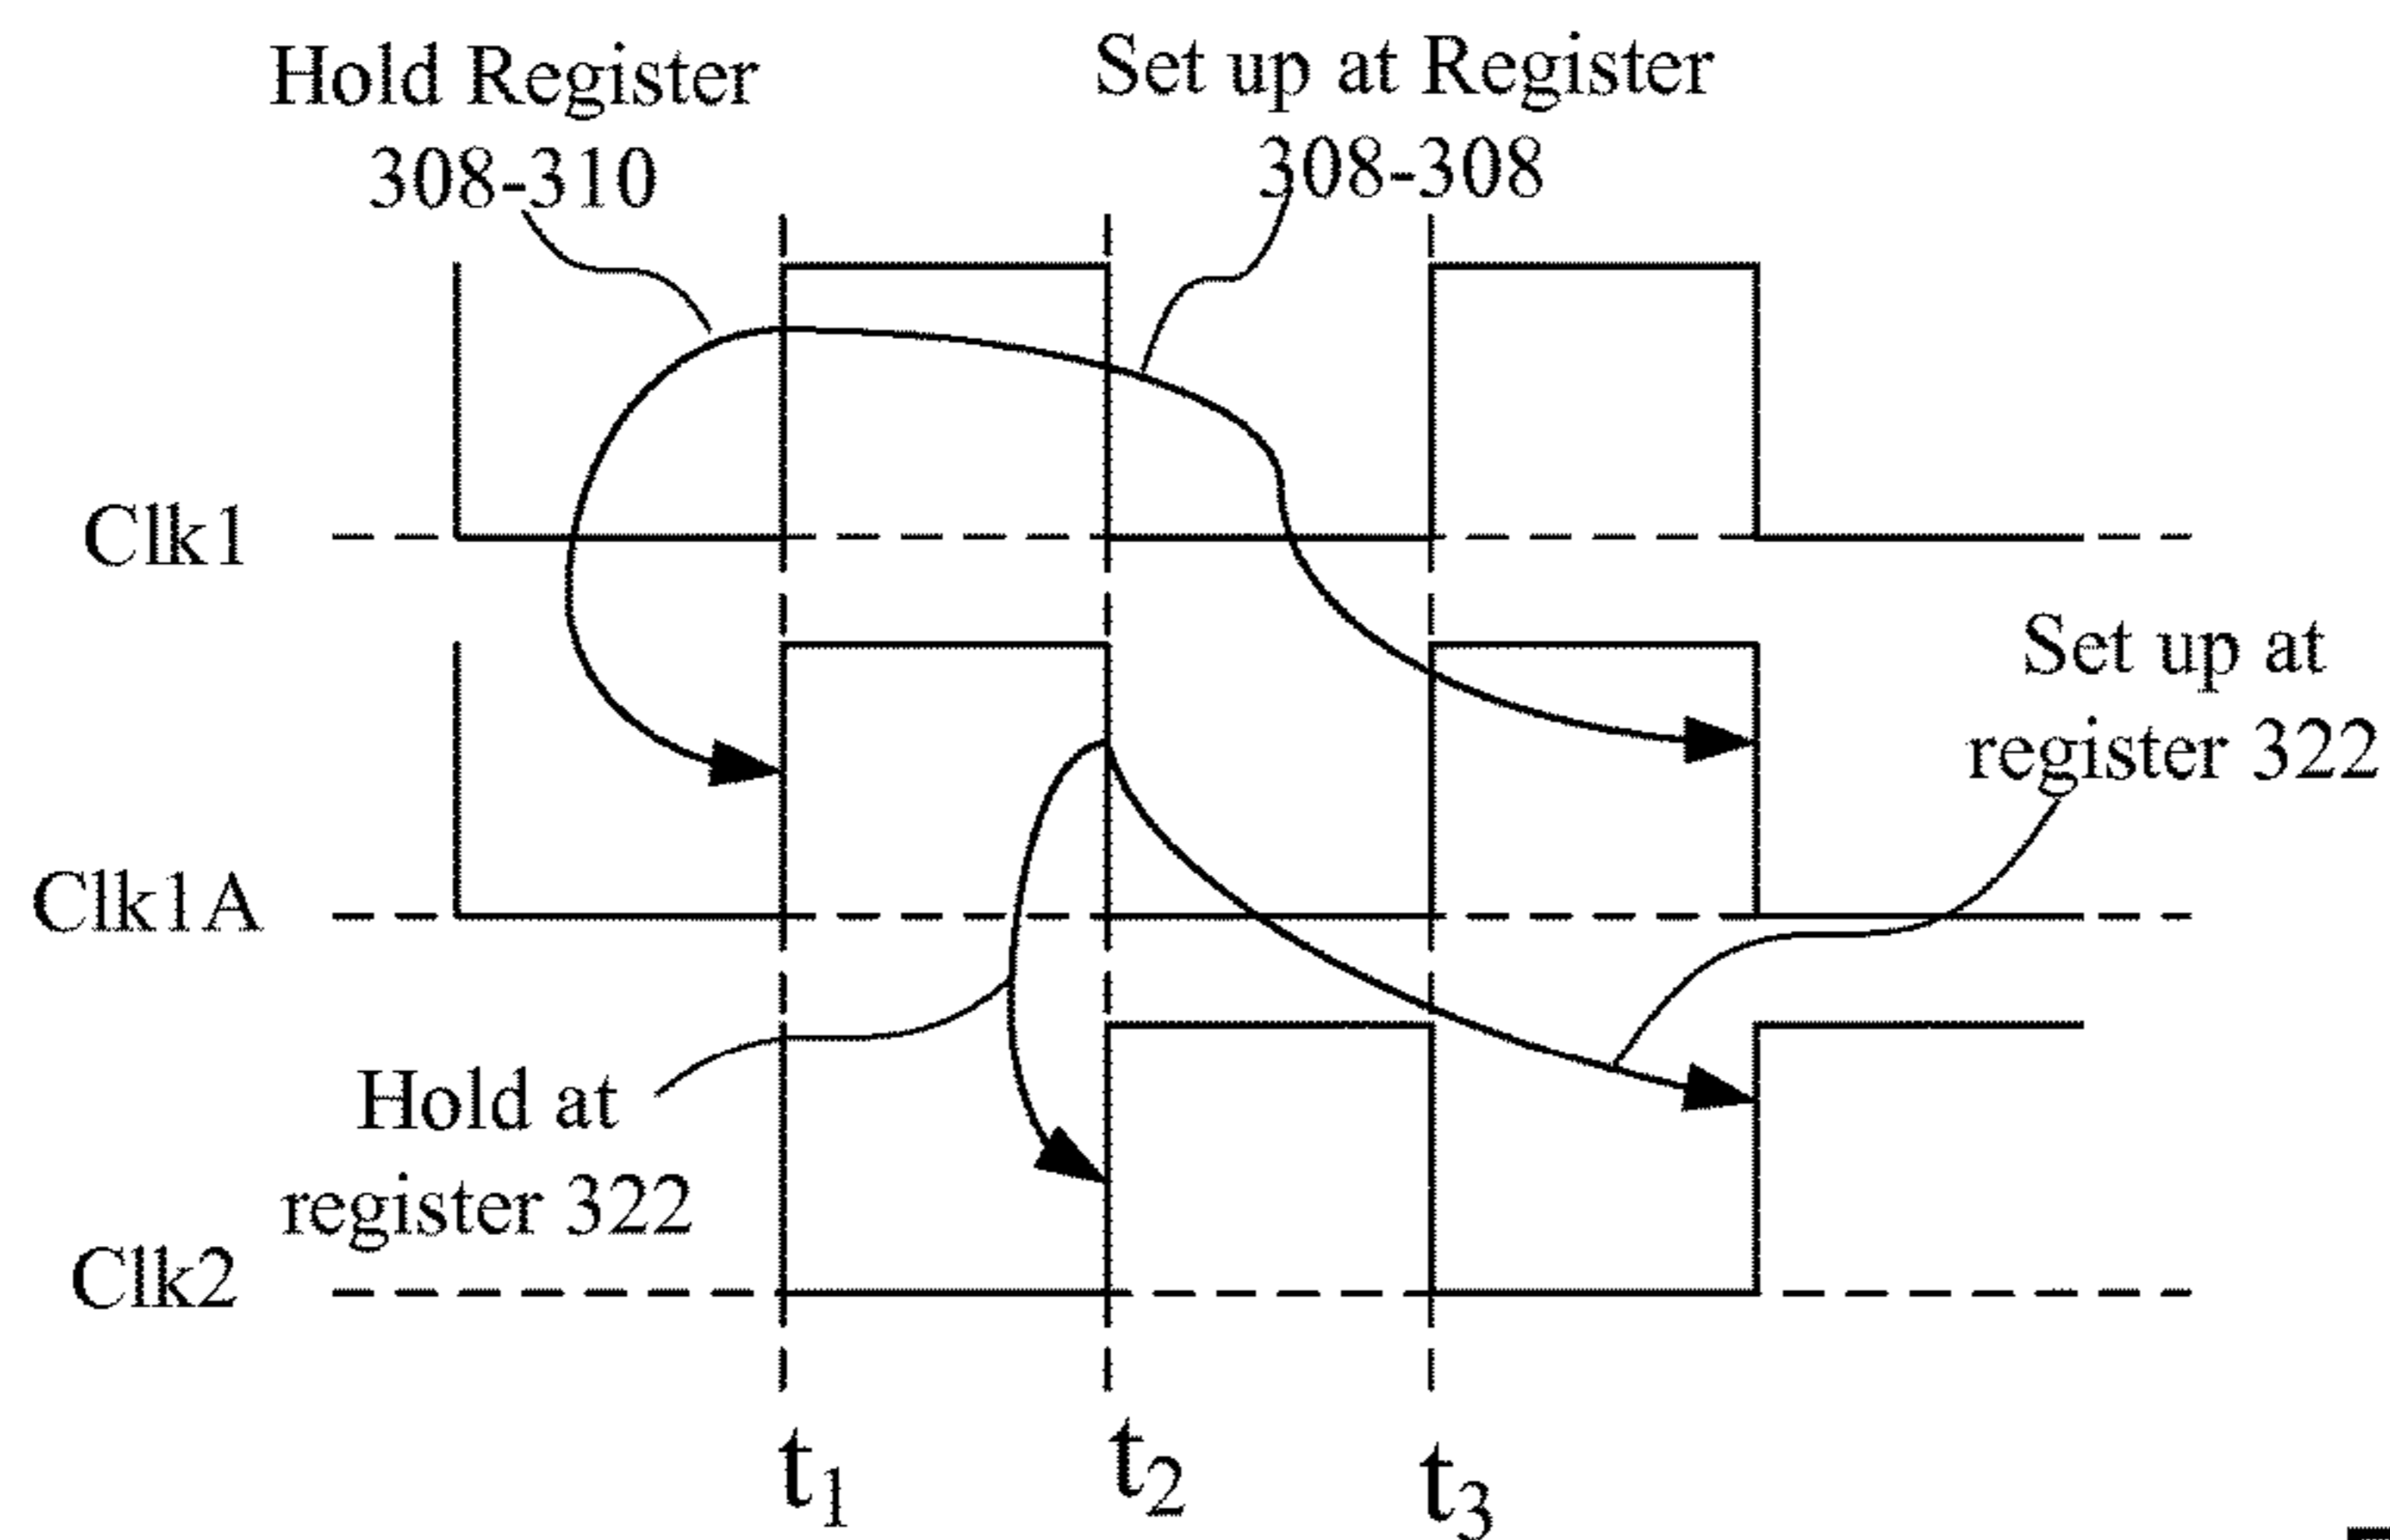 Hold Register
308-310
Set up at Register
308-308
Clk1
Set up at
register 322
Clk1A
Hold at
register 322
Clk2
t1
t2
t3